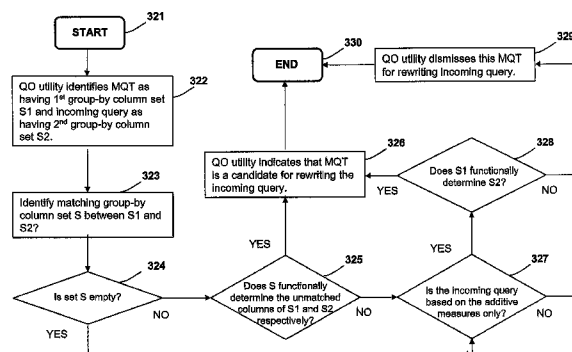 START
321
QO utility identifies MQT as
having 1st group-by column set
S1 and incoming query as
having 2nd group-by column
set S2.
322
323
Identify matching group-by
column set S between S1 and
S2?
324
Is set S empty?
YES
NO
325
Does S functionally
determine the unmatched
columns of S1 and S2
respectively?
YES
NO
326
QO utility indicates that MQT
is a candidate for rewriting the
incoming query.
327
Is the incoming query
based on the additive
measures only?
YES
NO
328
Does S1 functionally
determine S2?
YES
NO
329
QO utility dismisses this MQT
for rewriting incoming query.
330
END